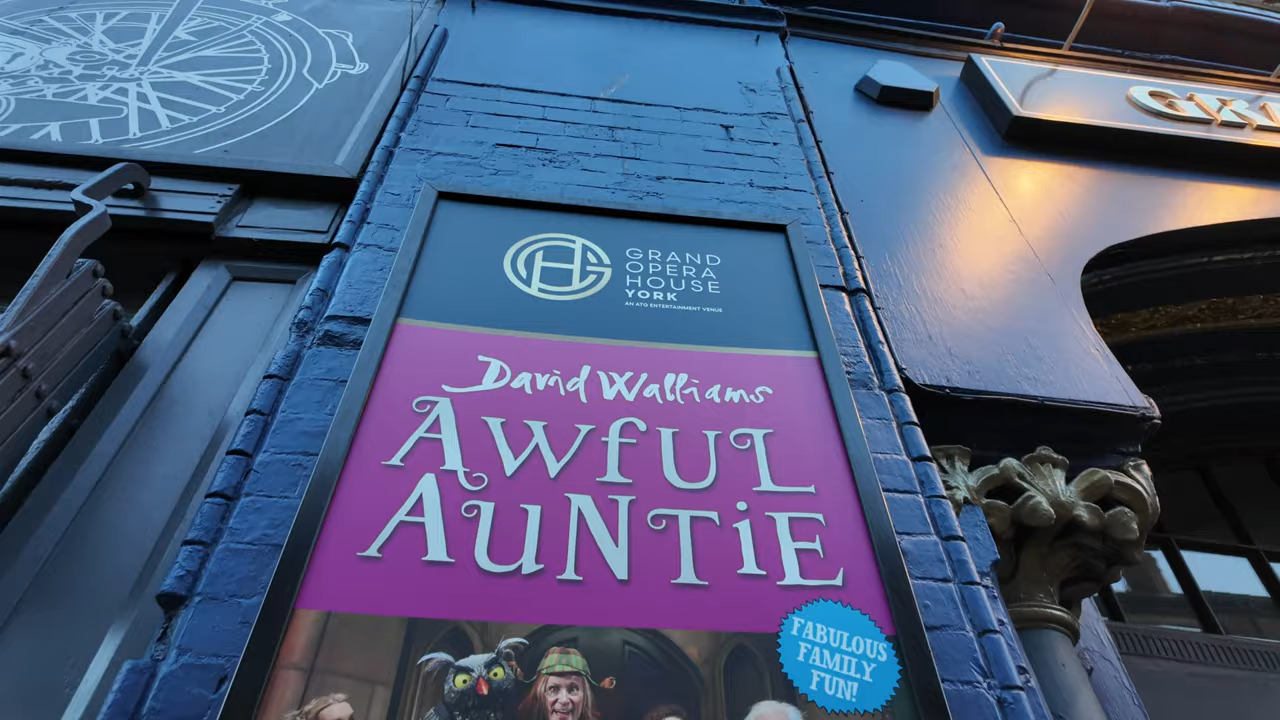 GRAND
OPERA
HOUSE
YORK
AN ATG ENTERTAINMENT VENUE
David Walliams
AWfUL
AUNTiE
FABULOUS
FAMILY
FUN!